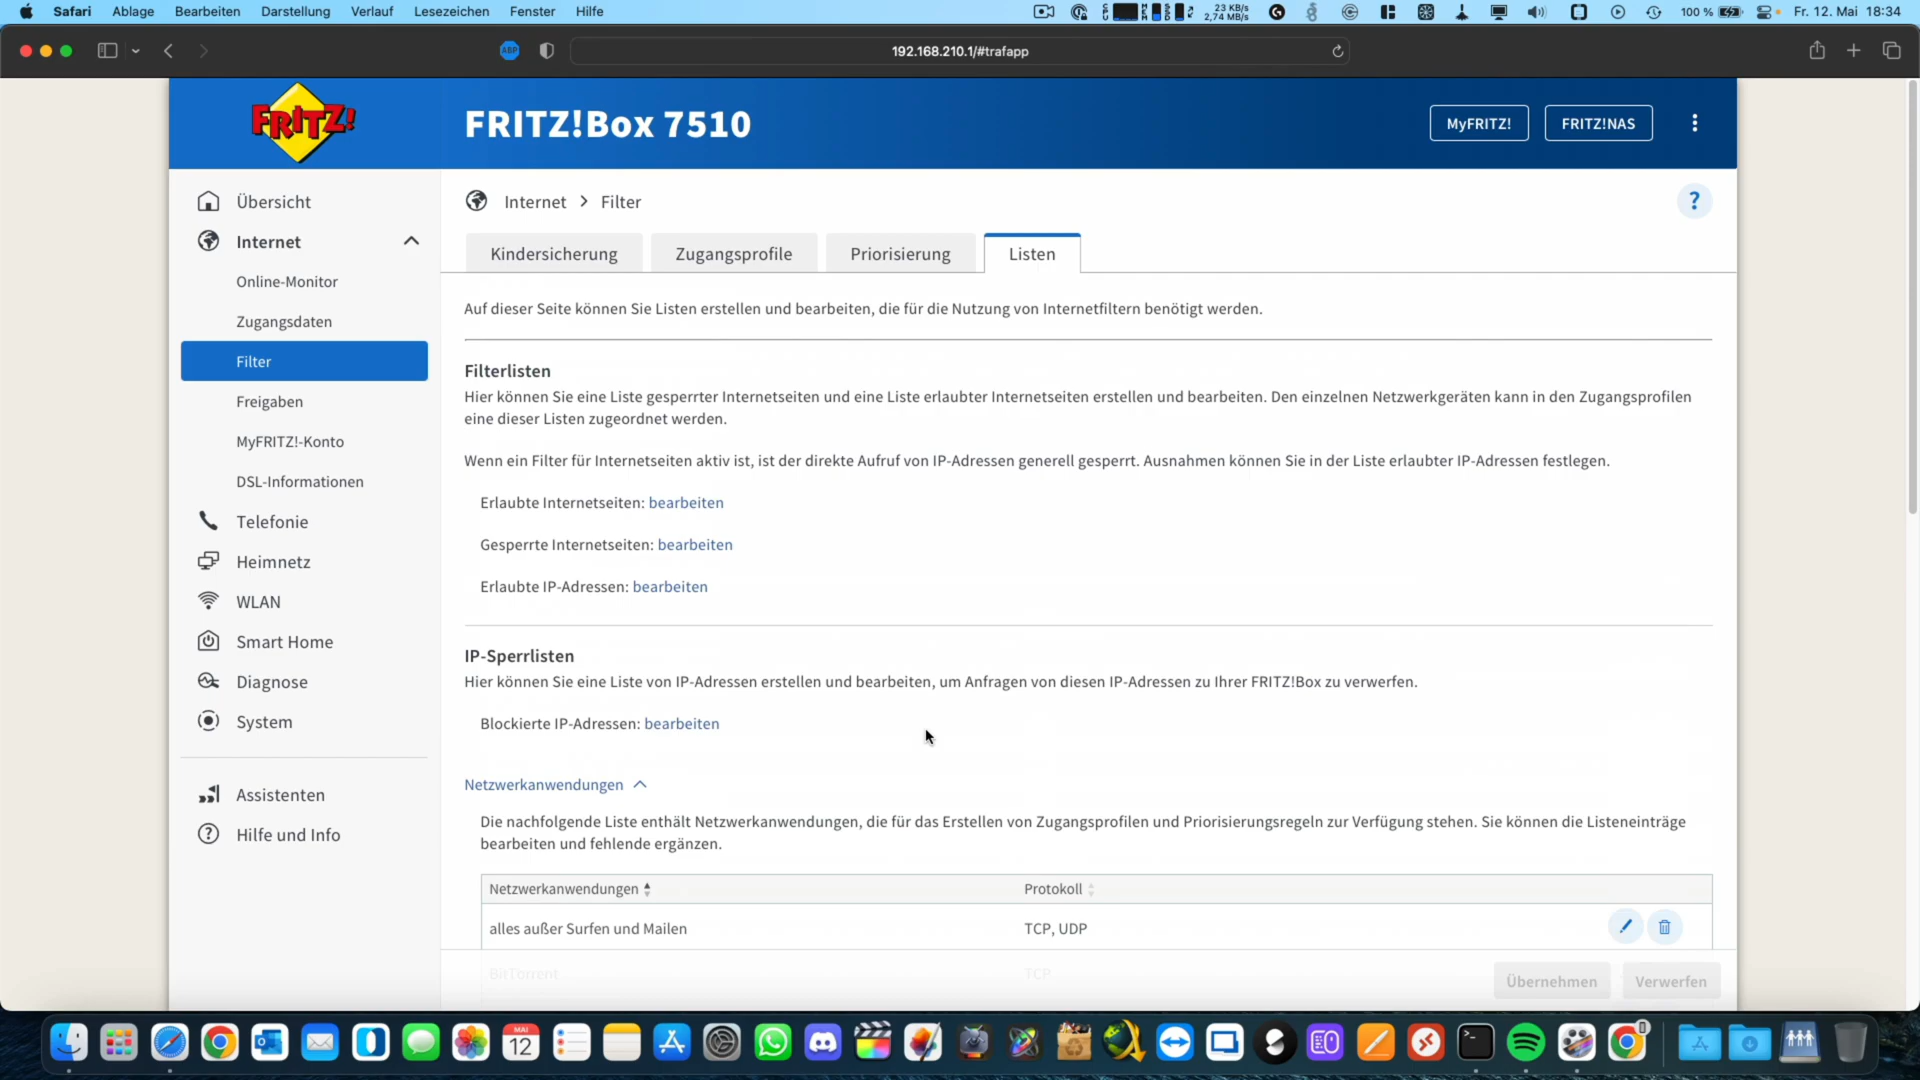 Safari Ablage Bearbeiten Darstellung Verlauf Lesezeichen Fenster Hilfe
23 KB/s
2,74 MB/s
100 % Fr. 12. Mai 18:34
ABP
192.168.210.1/#trafapp
FRITZ!
FRITZ!Box 7510
MyFRITZ!
FRITZ!NAS
Übersicht
Internet
Online-Monitor
Zugangsdaten
Filter
Freigaben
MyFRITZ!-Konto
DSL-Informationen
Telefonie
Heimnetz
WLAN
Smart Home
Diagnose
System
Assistenten
Hilfe und Info
Internet > Filter
?
Kindersicherung Zugangsprofile Priorisierung Listen
Auf dieser Seite können Sie Listen erstellen und bearbeiten, die für die Nutzung von Internetfiltern benötigt werden.
Filterlisten
Hier können Sie eine Liste gesperrter Internetseiten und eine Liste erlaubter Internetseiten erstellen und bearbeiten. Den einzelnen Netzwerkgeräten kann in den Zugangsprofilen
eine dieser Listen zugeordnet werden.
Wenn ein Filter für Internetseiten aktiv ist, ist der direkte Aufruf von IP-Adressen generell gesperrt. Ausnahmen können Sie in der Liste erlaubter IP-Adressen festlegen.
Erlaubte Internetseiten: bearbeiten
Gesperrte Internetseiten: bearbeiten
Erlaubte IP-Adressen: bearbeiten
IP-Sperrlisten
Hier können Sie eine Liste von IP-Adressen erstellen und bearbeiten, um Anfragen von diesen IP-Adressen zu Ihrer FRITZ!Box zu verwerfen.
Blockierte IP-Adressen: bearbeiten
Netzwerkanwendungen
Die nachfolgende Liste enthält Netzwerkanwendungen, die für das Erstellen von Zugangsprofilen und Priorisierungsregeln zur Verfügung stehen. Sie können die Listeneinträge
bearbeiten und fehlende ergänzen.
Netzwerkanwendungen Protokoll
alles außer Surfen und Mailen TCP, UDP
BitTorrent TCP
Übernehmen Verwerfen
MAI
12